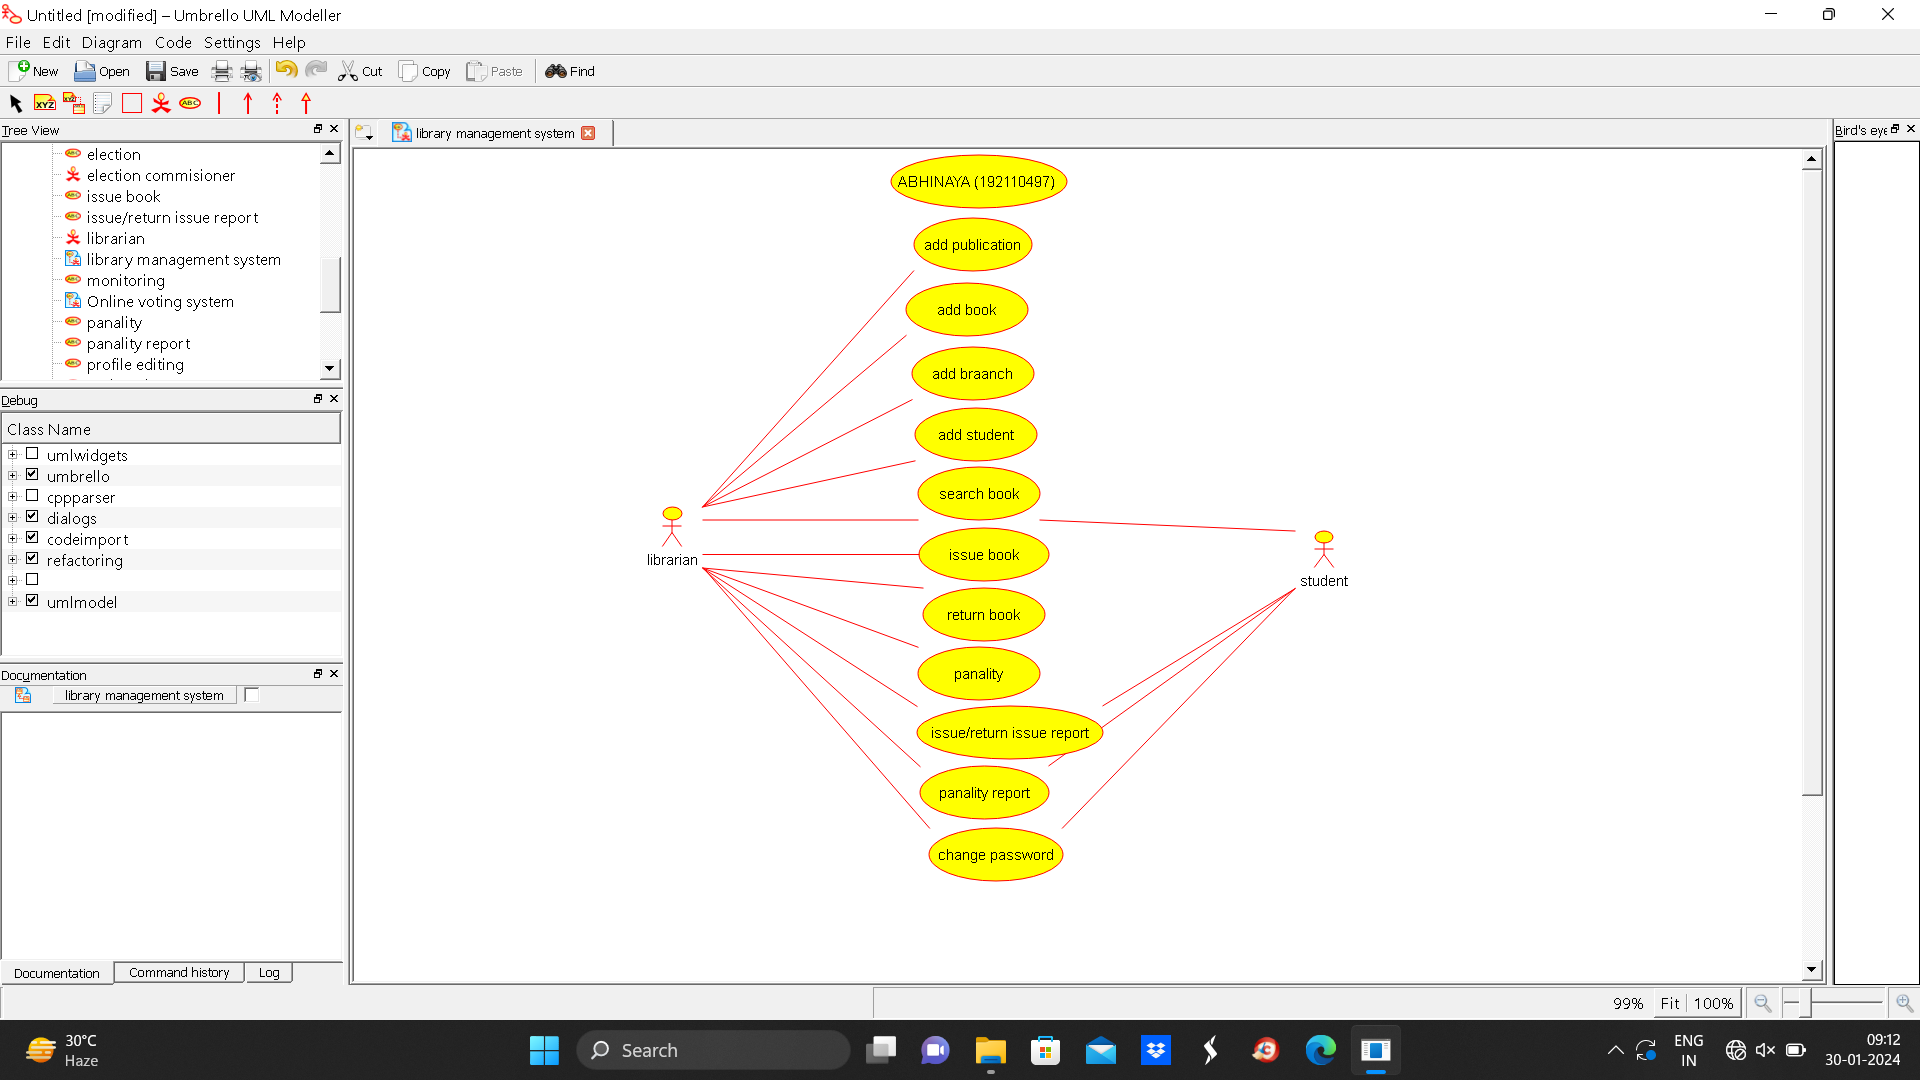 Untitled [modified] – Umbrello UML Modeller
File Edit Diagram Code Settings Help
New Open Save Cut Copy Paste Find
XYZ XYZ ABC
Tree View
election
election commisioner
issue book
issue/return issue report
librarian
library management system
monitoring
Online voting system
panality
panality report
profile editing
Debug
Class Name
umlwidgets
umbrello
cppparser
dialogs
codeimport
refactoring
umlmodel
Documentation
library management system
Documentation Command history Log
library management system
ABHINAYA (192110497)
add publication
add book
add braanch
add student
search book
issue book
return book
panality
issue/return issue report
panality report
change password
librarian
student
Bird's eye
99% Fit 100%
30°C
Haze
Search
ENG
IN
09:12
30-01-2024